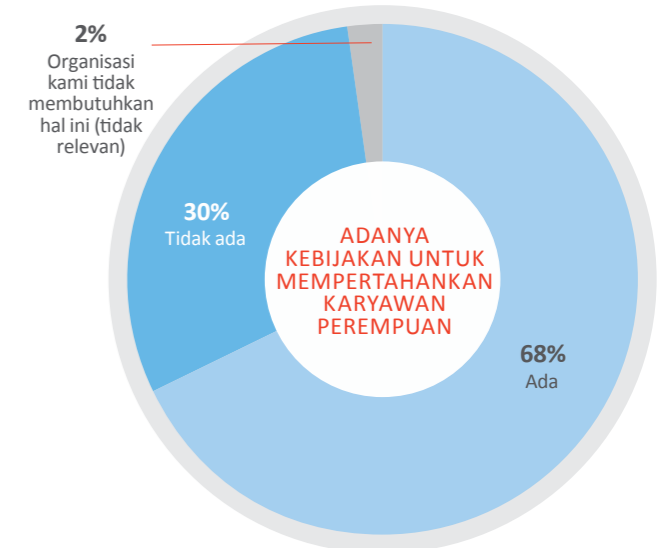 2%
Organisasi
kami tidak
membutuhkan
hal ini (tidak
relevan)
30%
Tidak ada
ADANYA
KEBIJAKAN UNTUK
MEMPERTAHANKAN
KARYAWAN
PEREMPUAN
68%
Ada